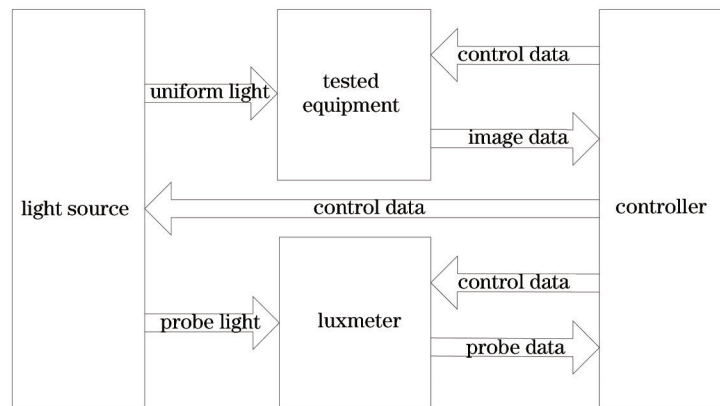 tested
equipment
control data
uniform light
image data
light source
control data
controller
control data
probe light
luxmeter
probe data